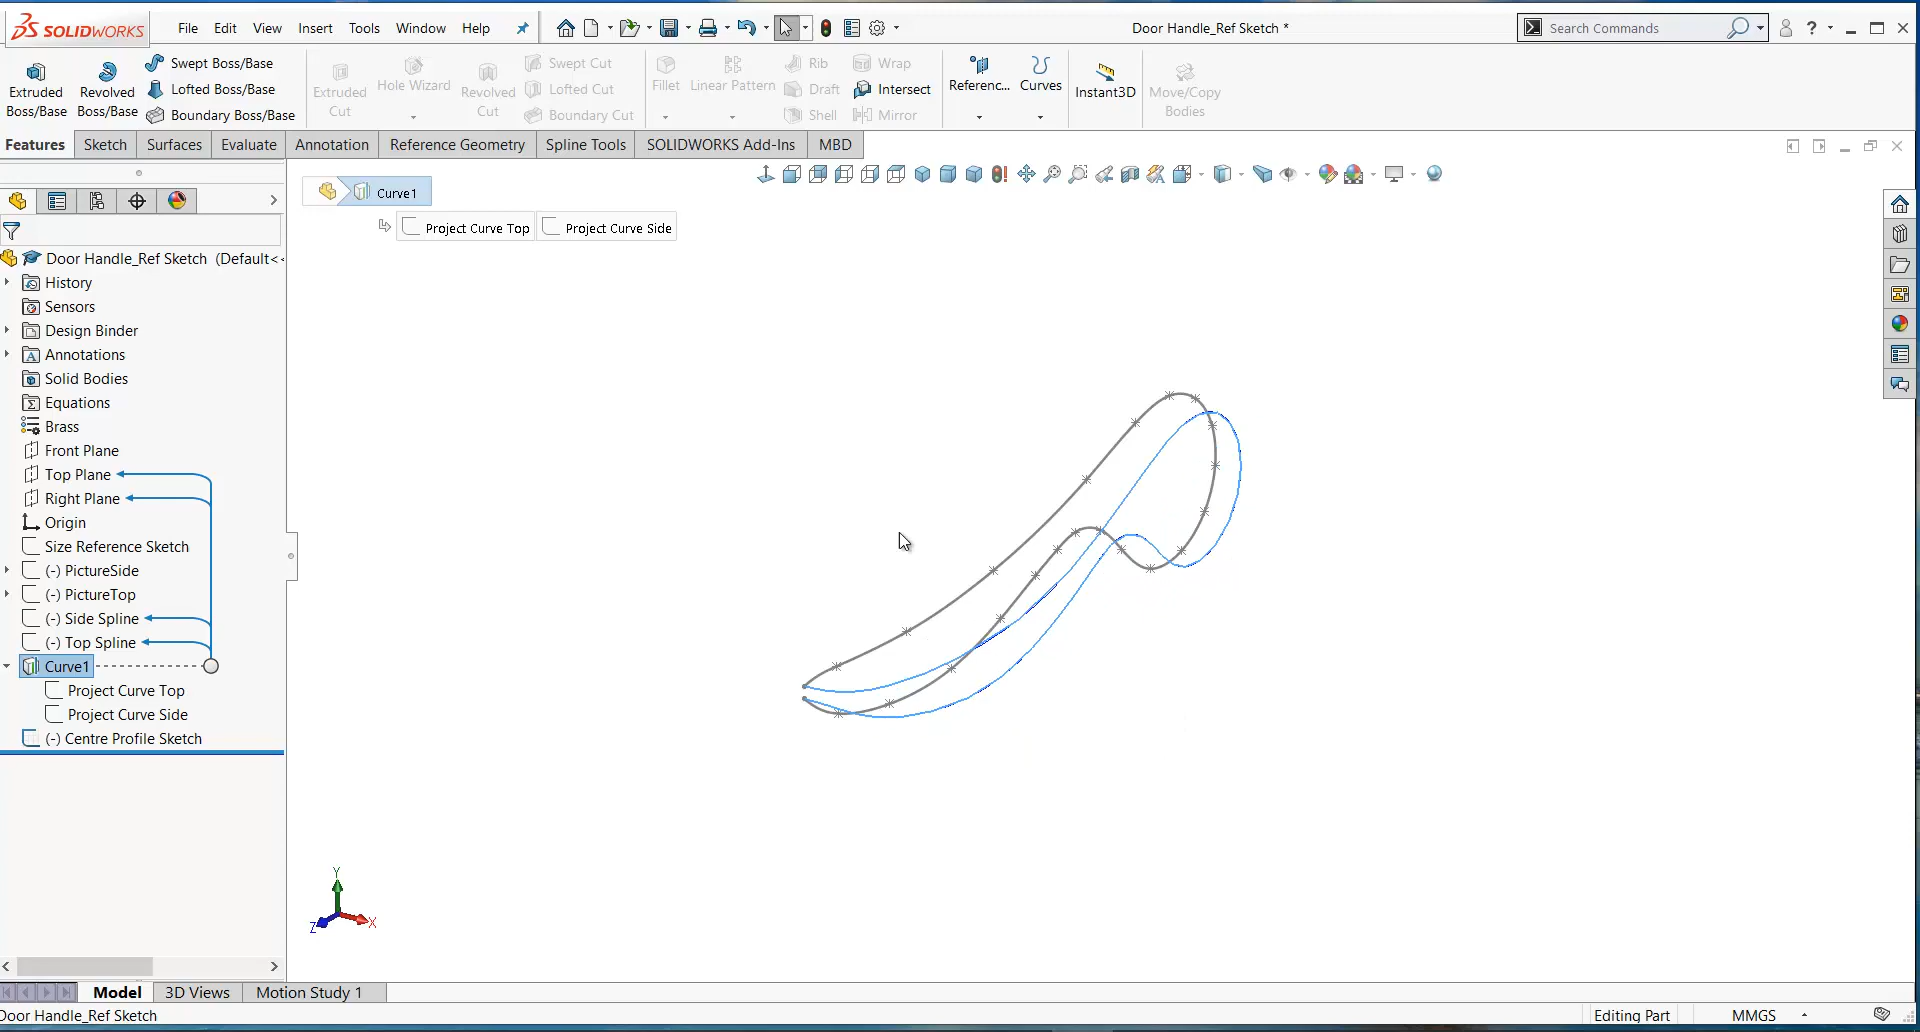 SOLIDWORKS File Edit View Insert Tools Window Help Door Handle_Ref Sketch * Search Commands ?
Extruded Boss/Base
Revolved Boss/Base
Swept Boss/Base
Lofted Boss/Base
Boundary Boss/Base
Extruded Cut
Hole Wizard
Revolved Cut
Swept Cut
Lofted Cut
Boundary Cut
Fillet
Linear Pattern
Rib
Draft
Shell
Wrap
Intersect
Mirror
Referenc...
Curves
Instant3D
Move/Copy Bodies
Features Sketch Surfaces Evaluate Annotation Reference Geometry Spline Tools SOLIDWORKS Add-Ins MBD
Curve1
Project Curve Top Project Curve Side
Door Handle_Ref Sketch (Default<
History
Sensors
Design Binder
Annotations
Solid Bodies
Equations
Brass
Front Plane
Top Plane
Right Plane
Origin
Size Reference Sketch
(-) PictureSide
(-) PictureTop
(-) Side Spline
(-) Top Spline
Curve1
Project Curve Top
Project Curve Side
(-) Centre Profile Sketch
Y
Z X
Model 3D Views Motion Study 1
Door Handle_Ref Sketch Editing Part MMGS